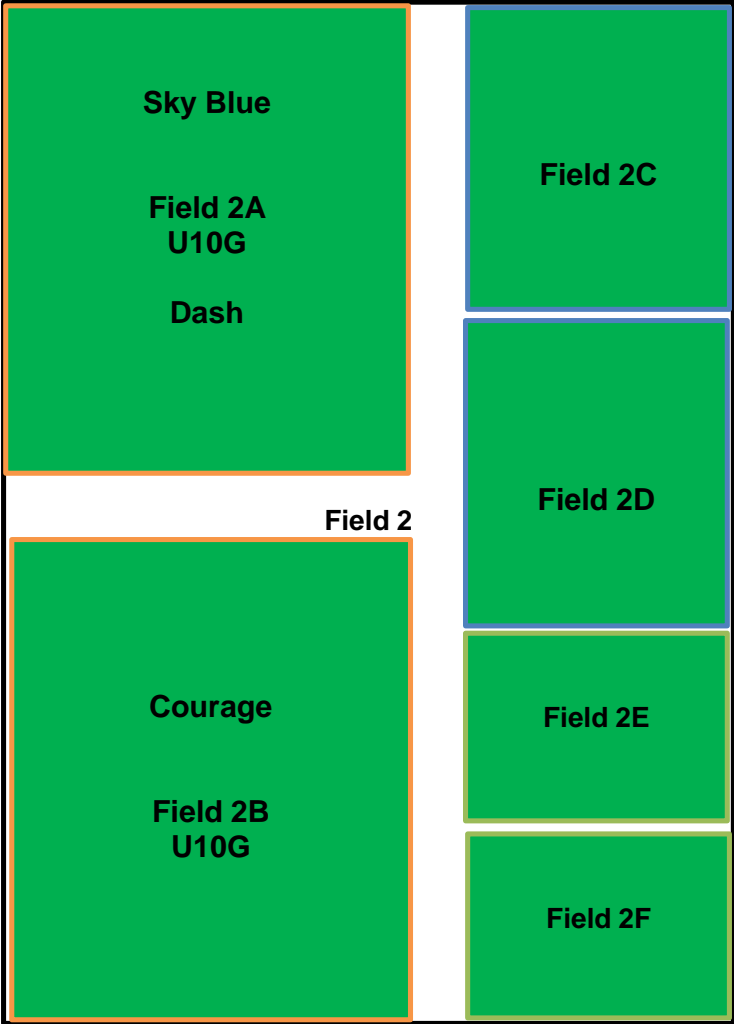 Sky Blue
Field 2A
U10G
Dash
Field 2C
Field 2D
Field 2
Courage
Field 2B
U10G
Field 2E
Field 2F